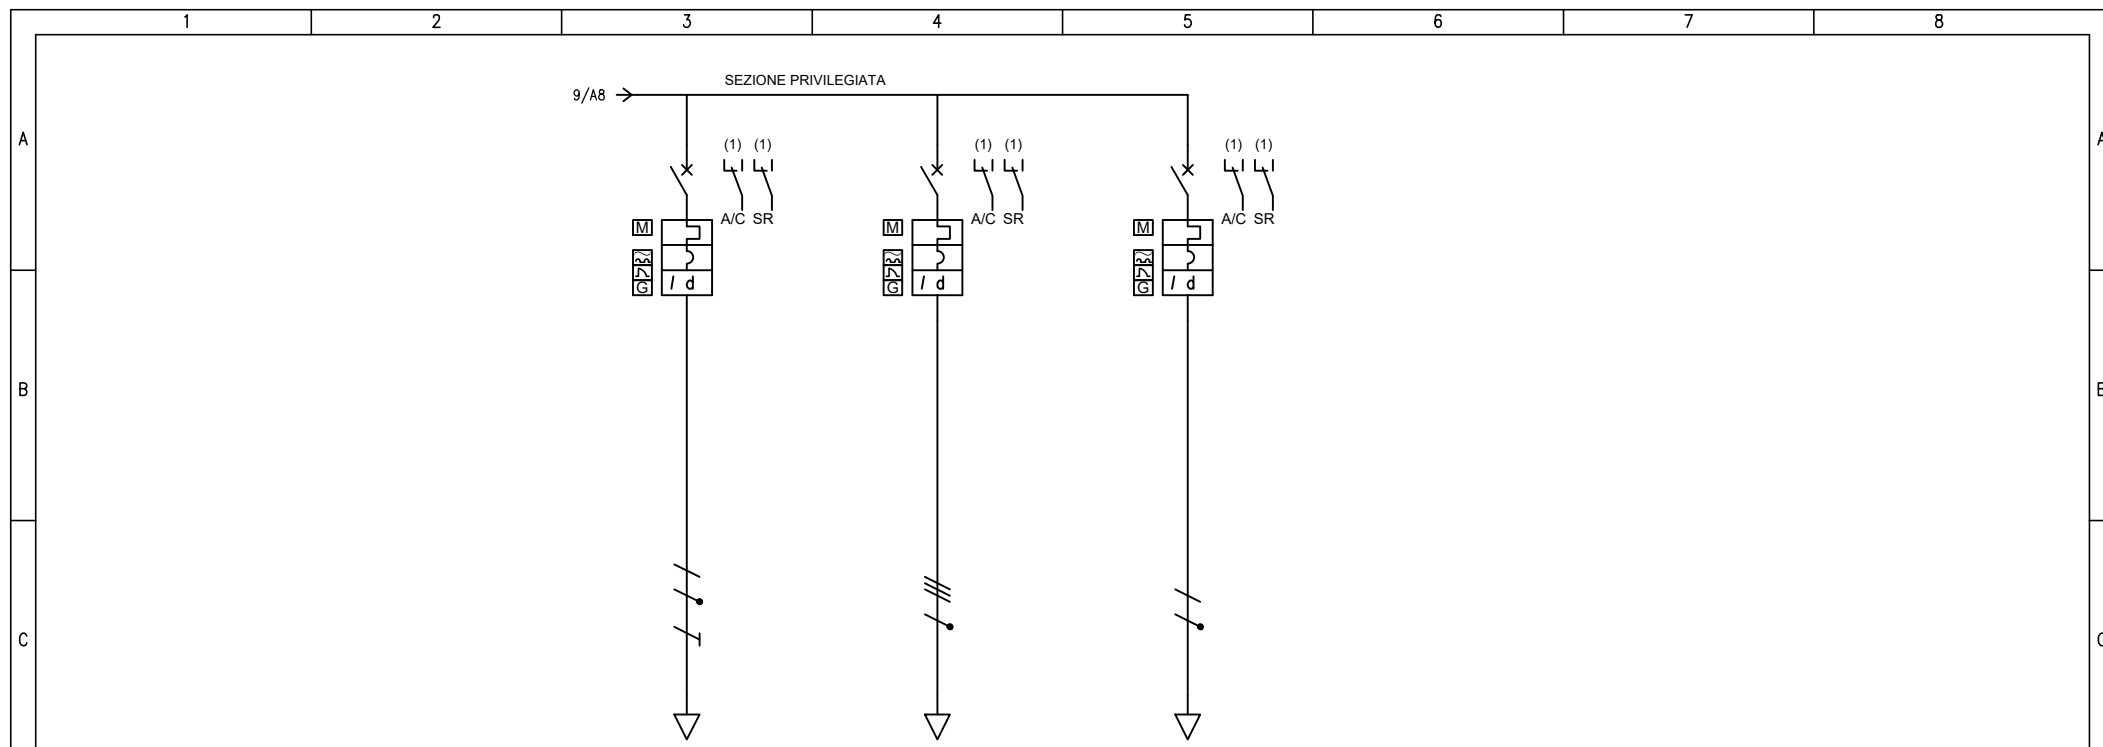 1 2 3 4 5 6 7 8
SEZIONE PRIVILEGIATA
9/A8
A A
(1) (1) (1) (1) (1) (1)
A/C SR A/C SR A/C SR
M M M
I d I d I d
G G G
B B
C C